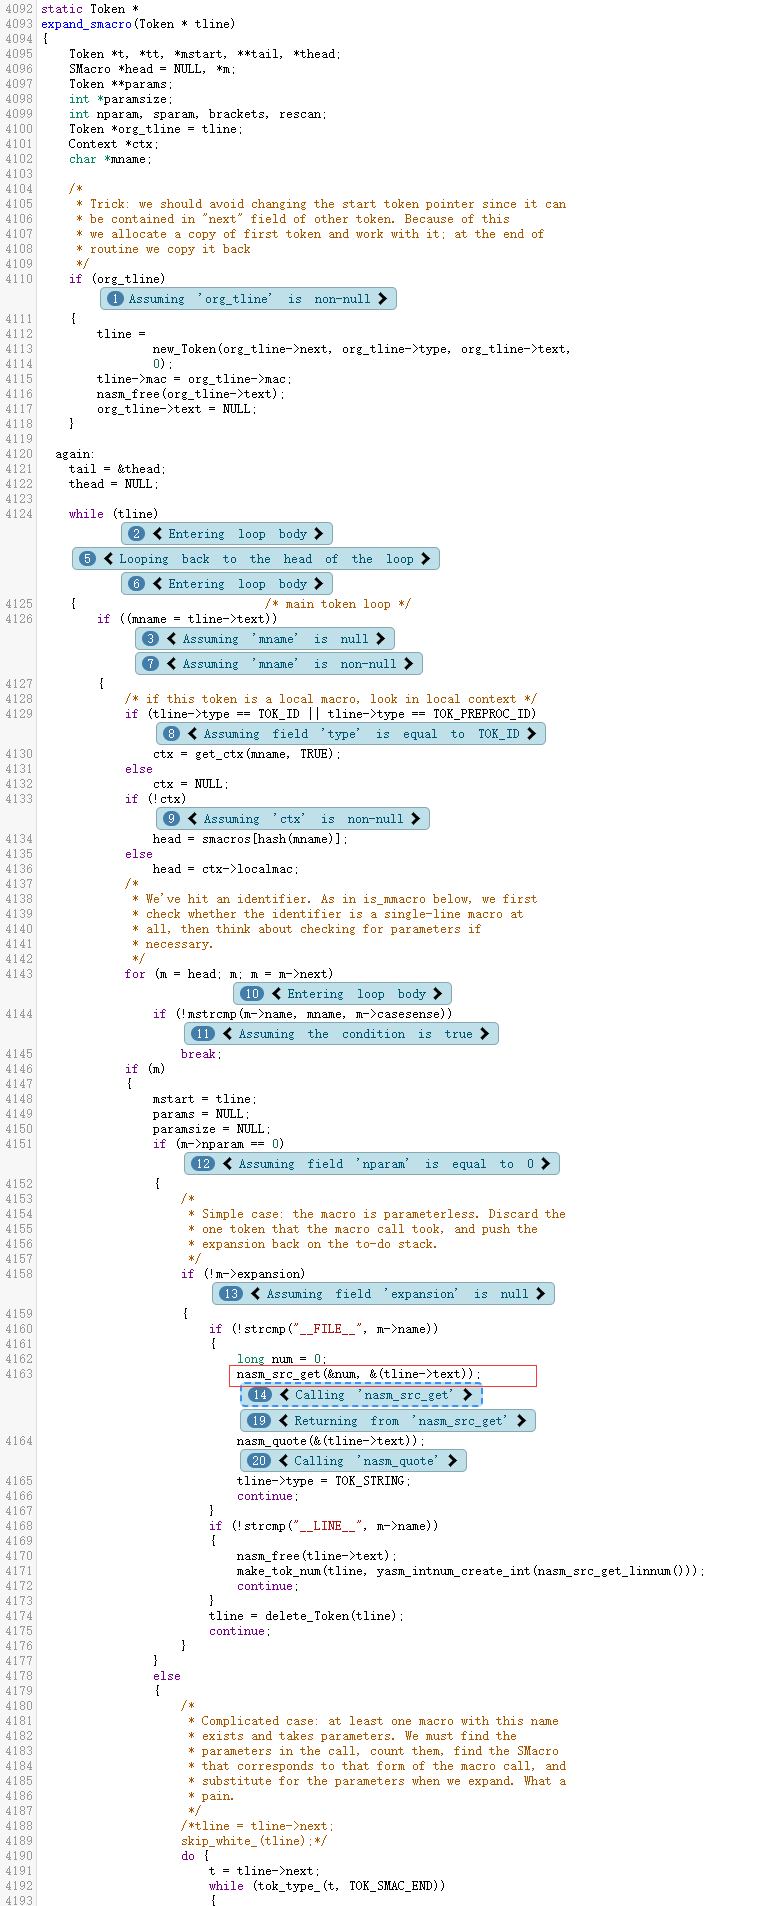 4092 static Token *
4093 expand_smacro(Token * tline)
4094 {
4095 Token *t, *tt, *mstart, **tail, *thead;
4096 SMacro *head = NULL, *m;
4097 Token **params;
4098 int *paramsize;
4099 int nparam, sparam, brackets, rescan;
4100 Token *org_tline = tline;
4101 Context *ctx;
4102 char *mname;
4103
4104 /*
4105 * Trick: we should avoid changing the start token pointer since it can
4106 * be contained in "next" field of other token. Because of this
4107 * we allocate a copy of first token and work with it; at the end of
4108 * routine we copy it back
4109 */
4110 if (org_tline)
1 Assuming 'org_tline' is non-null >
4111 {
4112 tline =
4113 new_Token(org_tline->next, org_tline->type, org_tline->text,
4114 0);
4115 tline->mac = org_tline->mac;
4116 nasm_free(org_tline->text);
4117 org_tline->text = NULL;
4118 }
4119
4120 again:
4121 tail = &thead;
4122 thead = NULL;
4123
4124 while (tline)
2 < Entering loop body >
5 < Looping back to the head of the loop >
6 < Entering loop body >
4125 { /* main token loop */
4126 if ((mname = tline->text))
3 < Assuming 'mname' is null >
7 < Assuming 'mname' is non-null >
4127 {
4128 /* if this token is a local macro, look in local context */
4129 if (tline->type == TOK_ID || tline->type == TOK_PREPROC_ID)
8 < Assuming field 'type' is equal to TOK_ID >
4130 ctx = get_ctx(mname, TRUE);
4131 else
4132 ctx = NULL;
4133 if (!ctx)
9 < Assuming 'ctx' is non-null >
4134 head = smacros[hash(mname)];
4135 else
4136 head = ctx->localmac;
4137 /*
4138 * We've hit an identifier. As in is_mmacro below, we first
4139 * check whether the identifier is a single-line macro at
4140 * all, then think about checking for parameters if
4141 * necessary.
4142 */
4143 for (m = head; m; m = m->next)
10 < Entering loop body >
4144 if (!mstrcmp(m->name, mname, m->casesense))
11 < Assuming the condition is true >
4145 break;
4146 if (m)
4147 {
4148 mstart = tline;
4149 params = NULL;
4150 paramsize = NULL;
4151 if (m->nparam == 0)
12 < Assuming field 'nparam' is equal to 0 >
4152 {
4153 /*
4154 * Simple case: the macro is parameterless. Discard the
4155 * one token that the macro call took, and push the
4156 * expansion back on the to-do stack.
4157 */
4158 if (!m->expansion)
13 < Assuming field 'expansion' is null >
4159 {
4160 if (!strcmp("__FILE__", m->name))
4161 {
4162 long num = 0;
4163 nasm_src_get(&num, &(tline->text));
14 < Calling 'nasm_src_get' >
19 < Returning from 'nasm_src_get' >
4164 nasm_quote(&(tline->text));
20 < Calling 'nasm_quote' >
4165 tline->type = TOK_STRING;
4166 continue;
4167 }
4168 if (!strcmp("__LINE__", m->name))
4169 {
4170 nasm_free(tline->text);
4171 make_tok_num(tline, yasm_intnum_create_int(nasm_src_get_linnum()));
4172 continue;
4173 }
4174 tline = delete_Token(tline);
4175 continue;
4176 }
4177 }
4178 else
4179 {
4180 /*
4181 * Complicated case: at least one macro with this name
4182 * exists and takes parameters. We must find the
4183 * parameters in the call, count them, find the SMacro
4184 * that corresponds to that form of the macro call, and
4185 * substitute for the parameters when we expand. What a
4186 * pain.
4187 */
4188 /*tline = tline->next;
4189 skip_white_(tline);*/
4190 do {
4191 t = tline->next;
4192 while (tok_type_(t, TOK_SMAC_END))
4193 {